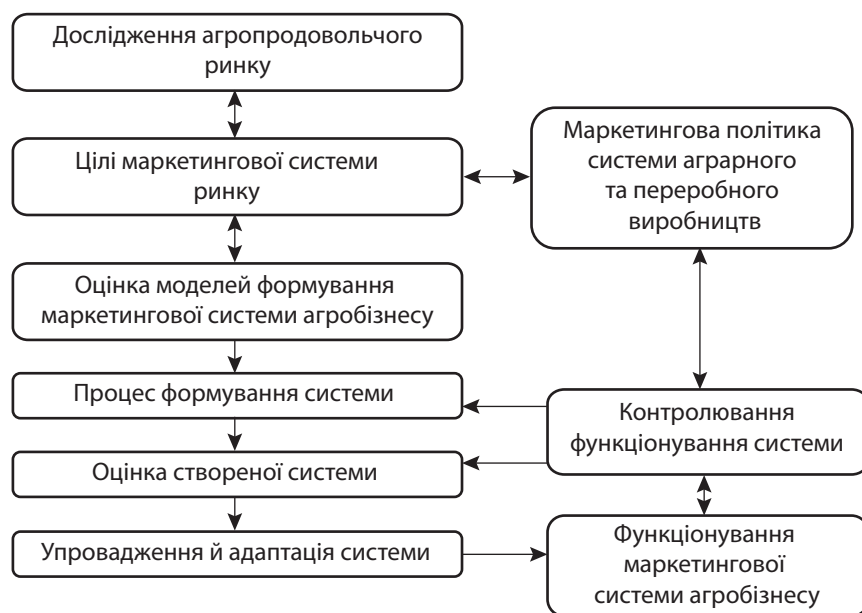 Дослідження агропродовольчого
ринку
Цілі маркетингової системи
ринку
Оцінка моделей формування
маркетингової системи агробізнесу
Процес формування системи
Оцінка створеної системи
Упровадження й адаптація системи
Маркетингова політика
системи аграрного
та переробного
виробництв
Контролювання
функціонування системи
Функціонування
маркетингової
системи агробізнесу